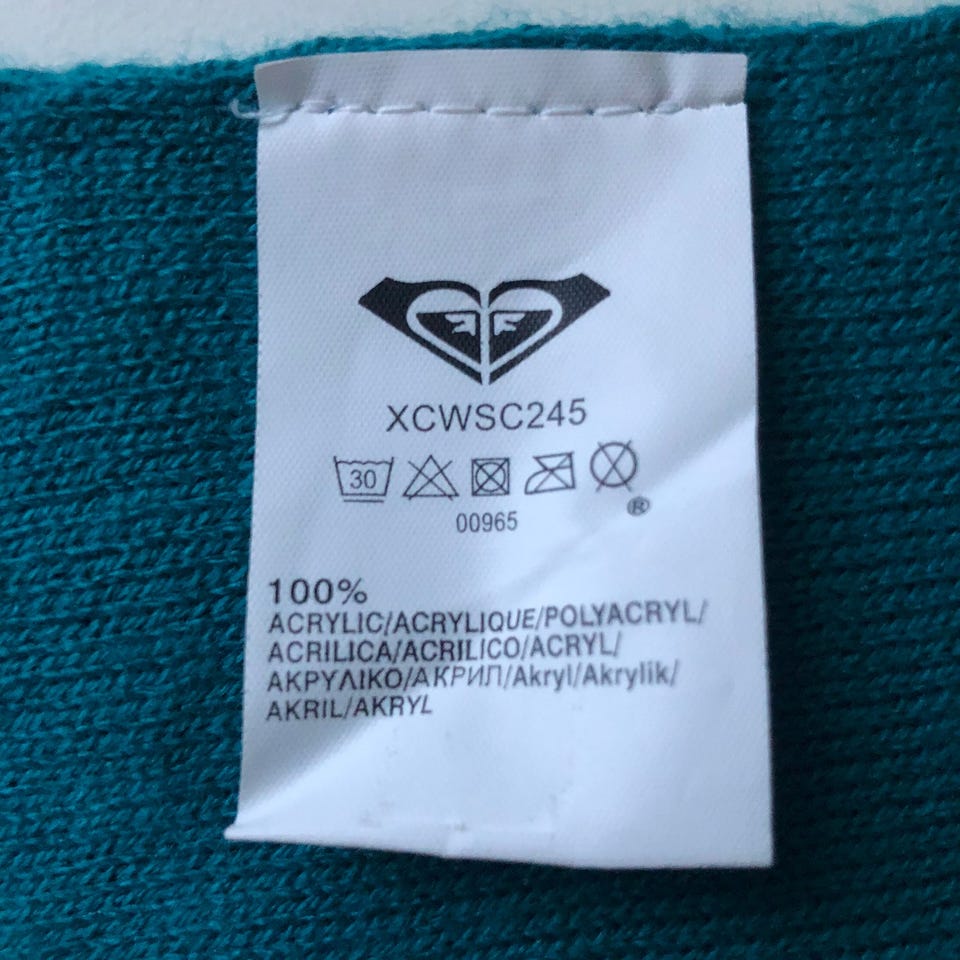 XCWSC245
30
®
00965
100%
ACRYLIC/ACRYLIQUE/POLYACRYL/
ACRILICA/ACRILICO/ACRYL/
ΑΚΡΥΛΙΚΟ/АКРИЛ/Akryl/Akrylik/
AKRIL/AKRYL